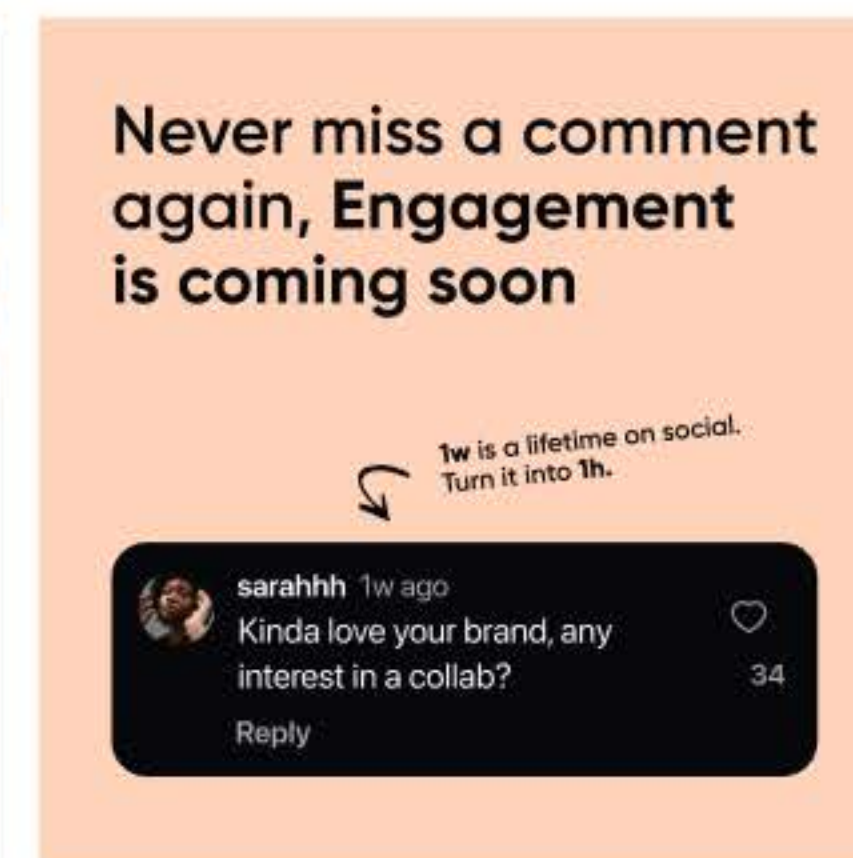 Never miss a comment
again, Engagement
is coming soon
1w is a lifetime on social.
Turn it into 1h.
sarahhh 1w ago
Kinda love your brand, any
interest in a collab?
34
Reply